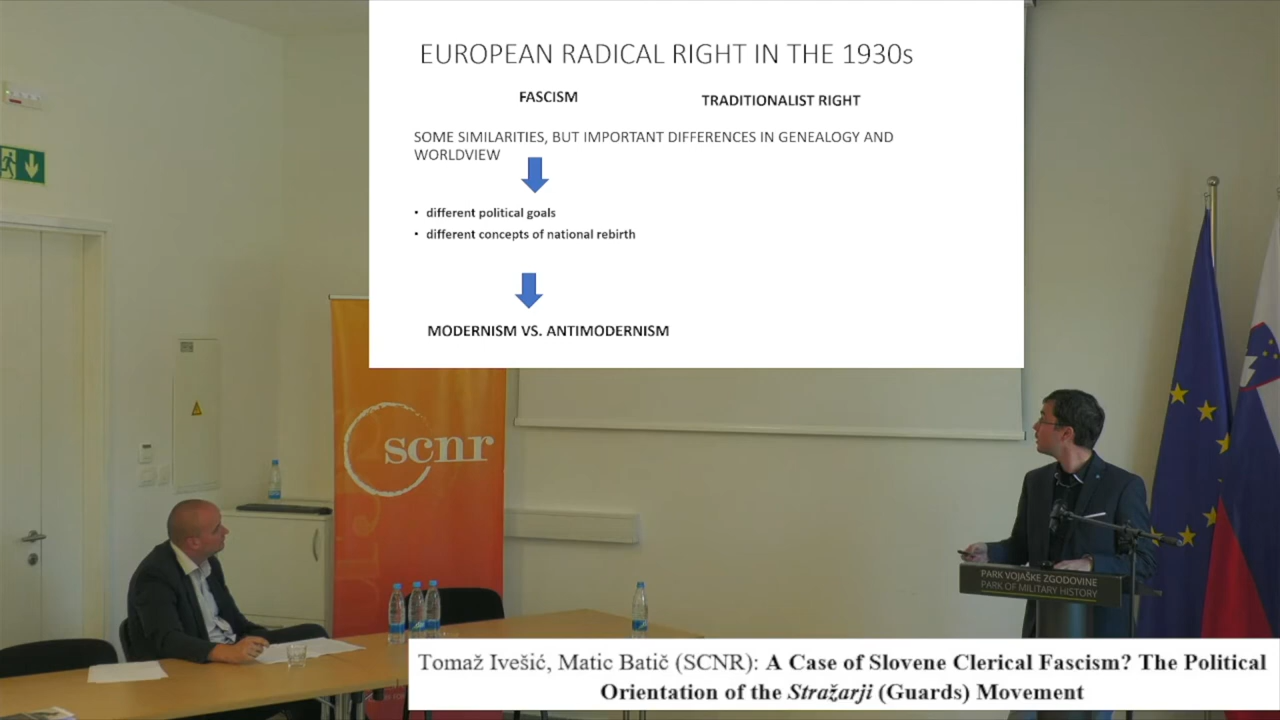 EUROPEAN RADICAL RIGHT IN THE 1930s
FASCISM
TRADITIONALIST RIGHT
SOME SIMILARITIES, BUT IMPORTANT DIFFERENCES IN GENEALOGY AND
WORLDVIEW
• different political goals
• different concepts of national rebirth
MODERNISM VS. ANTIMODERNISM
scnr
PARK VOJAŠKE ZGODOVINE
PARK OF MILITARY HISTORY
Tomaž Ivešić, Matic Batič (SCNR): A Case of Slovene Clerical Fascism? The Political
Orientation of the Stražarji (Guards) Movement